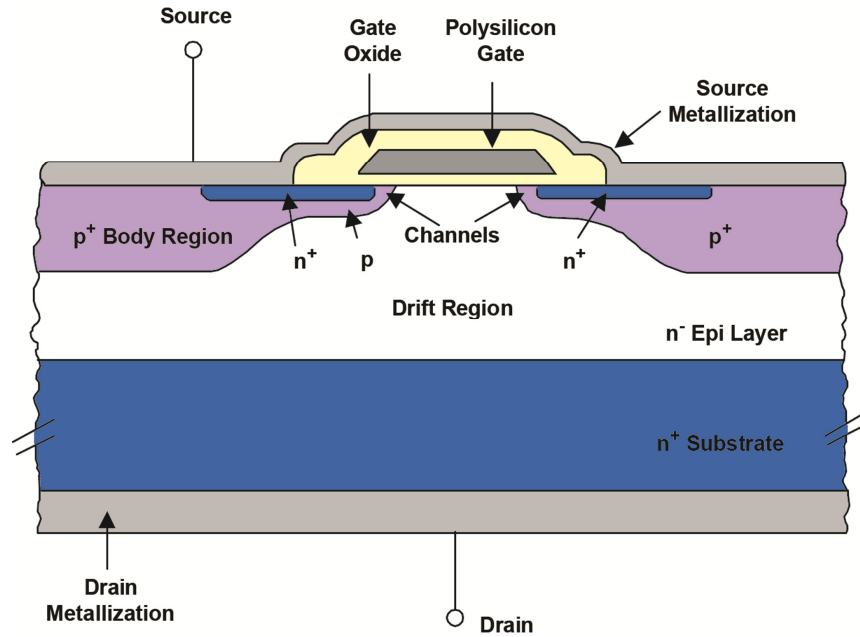 Source
Gate
Oxide
Polysilicon
Gate
Source
Metallization
p+ Body Region
n+
p
Channels
n+
p+
Drift Region
n- Epi Layer
n+ Substrate
Drain
Metallization
Drain